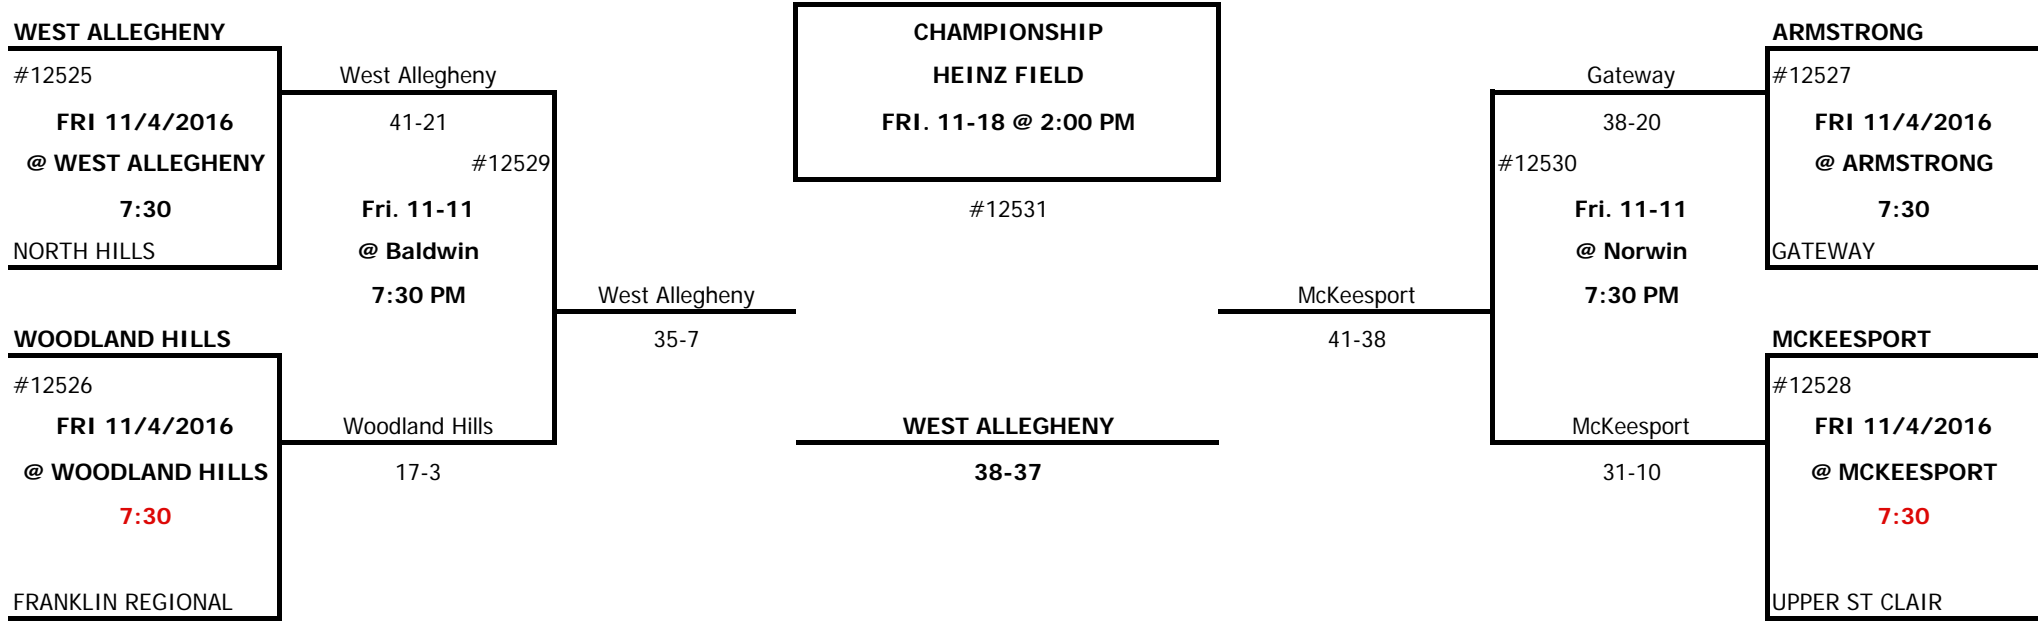 WEST ALLEGHENY
#12525
FRI 11/4/2016
@ WEST ALLEGHENY
7:30
NORTH HILLS
WOODLAND HILLS
#12526
FRI 11/4/2016
@ WOODLAND HILLS
7:30
FRANKLIN REGIONAL
West Allegheny
41-21
#12529
Fri. 11-11
@ Baldwin
7:30 PM
Woodland Hills
17-3
West Allegheny
35-7
CHAMPIONSHIP
HEINZ FIELD
FRI. 11-18 @ 2:00 PM
#12531
WEST ALLEGHENY
38-37
McKeesport
41-38
Gateway
38-20
#12530
Fri. 11-11
@ Norwin
7:30 PM
McKeesport
31-10
ARMSTRONG
#12527
FRI 11/4/2016
@ ARMSTRONG
7:30
GATEWAY
MCKEESPORT
#12528
FRI 11/4/2016
@ MCKEESPORT
7:30
UPPER ST CLAIR